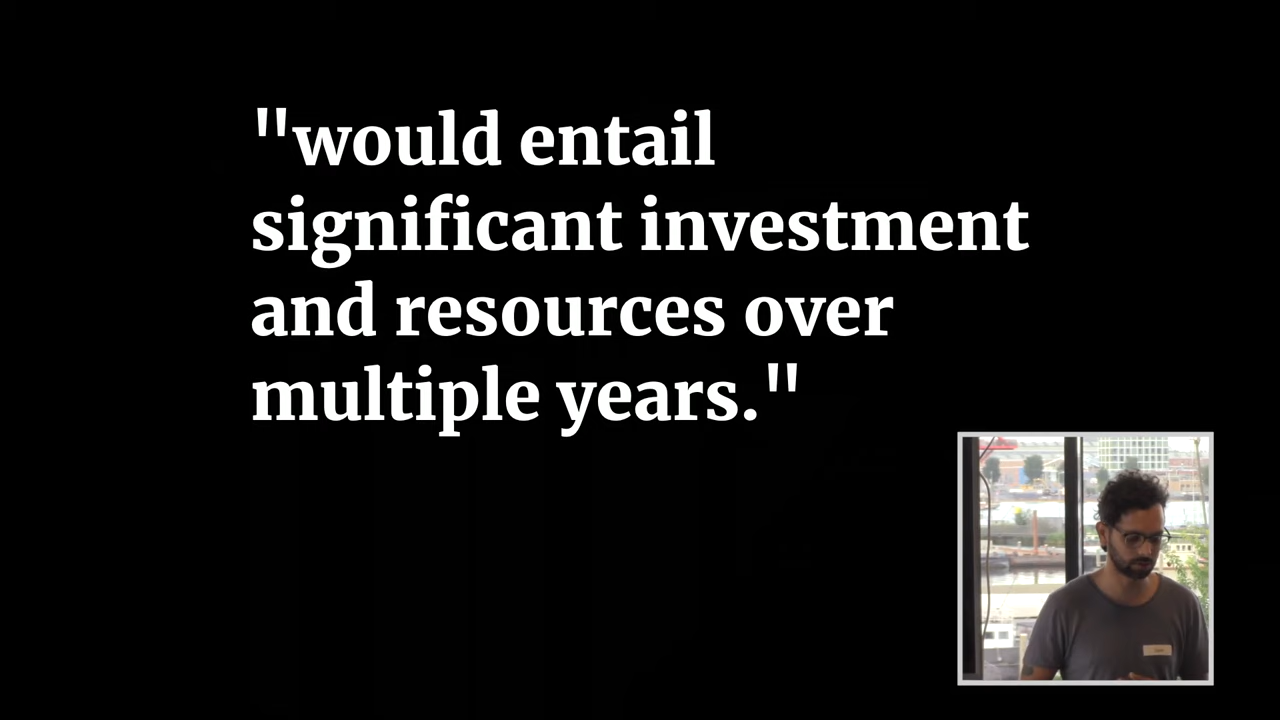 "would entail
significant investment
and resources over
multiple years."